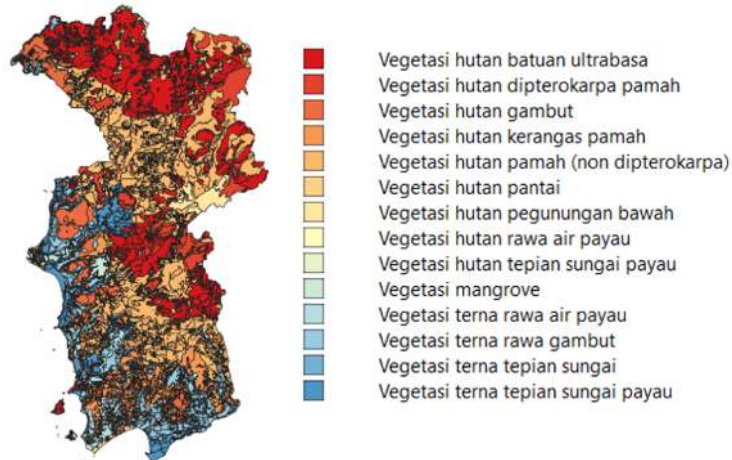 Vegetasi hutan batuan ultrabasa
Vegetasi hutan dipterokarpa pamah
Vegetasi hutan gambut
Vegetasi hutan kerangas pamah
Vegetasi hutan pamah (non dipterokarpa)
Vegetasi hutan pantai
Vegetasi hutan pegunungan bawah
Vegetasi hutan rawa air payau
Vegetasi hutan tepian sungai payau
Vegetasi mangrove
Vegetasi terna rawa air payau
Vegetasi terna rawa gambut
Vegetasi terna tepian sungai
Vegetasi terna tepian sungai payau